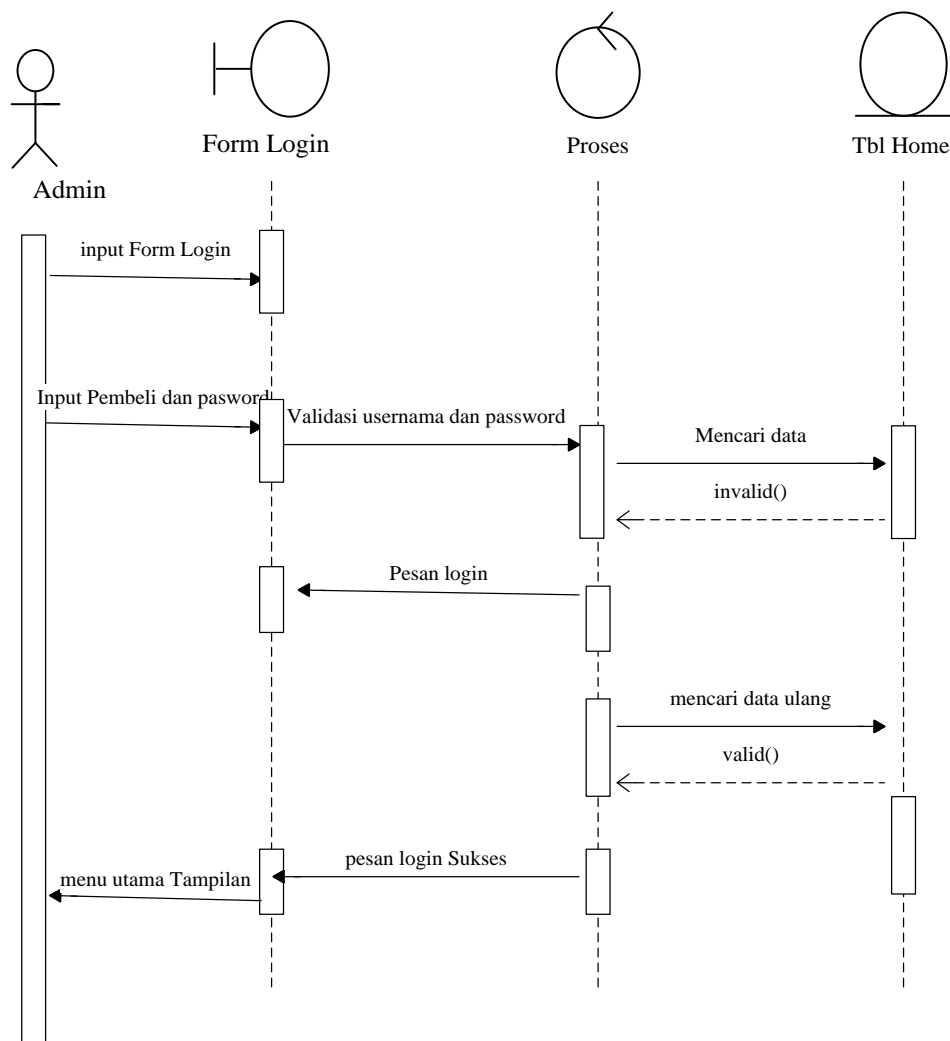 Form Login
Proses
Tbl Home
Admin
input Form Login
Input Pembeli dan pasword
Validasi usernama dan password
Mencari data
invalid()
Pesan login
mencari data ulang
valid()
pesan login Sukses
menu utama Tampilan